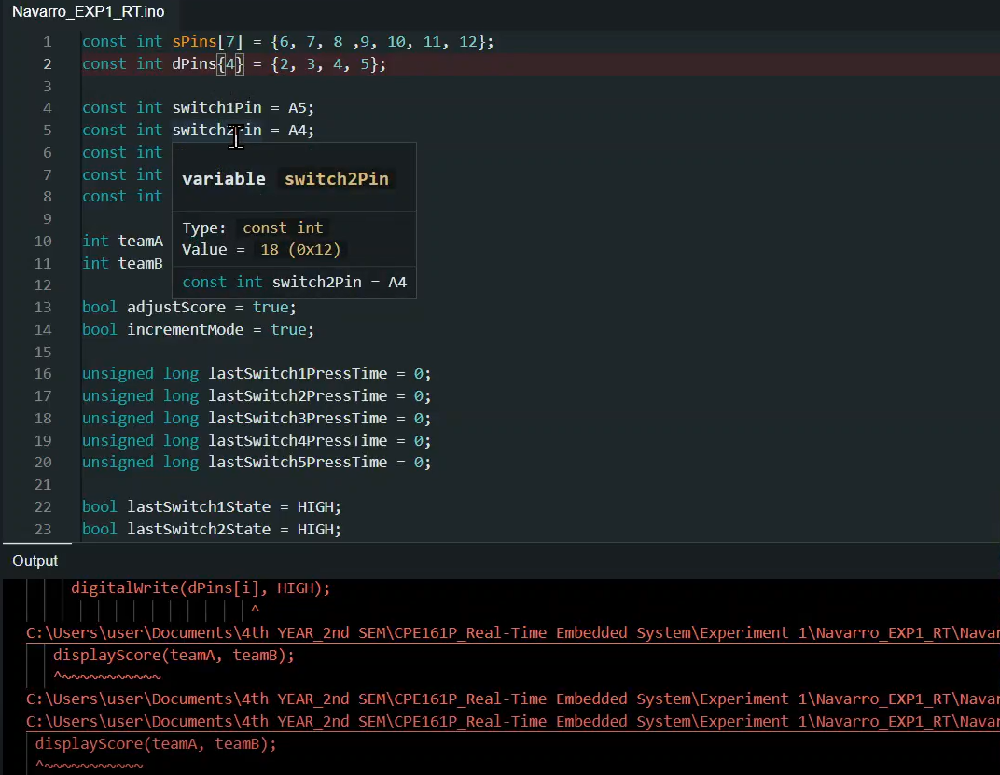 Navarro_EXP1_RT.ino
1 const int sPins[7] = {6, 7, 8 ,9, 10, 11, 12};
2 const int dPins{4} = {2, 3, 4, 5};
3
4 const int switch1Pin = A5;
5 const int switch2Pin = A4;
6 const int
7 const int
8 const int
variable switch2Pin
Type: const int
Value = 18 (0x12)
const int switch2Pin = A4
9
10 int teamA
11 int teamB
12
13 bool adjustScore = true;
14 bool incrementMode = true;
15
16 unsigned long lastSwitch1PressTime = 0;
17 unsigned long lastSwitch2PressTime = 0;
18 unsigned long lastSwitch3PressTime = 0;
19 unsigned long lastSwitch4PressTime = 0;
20 unsigned long lastSwitch5PressTime = 0;
21
22 bool lastSwitch1State = HIGH;
23 bool lastSwitch2State = HIGH;
Output
digitalWrite(dPins[i], HIGH);
^
C:\Users\user\Documents\4th YEAR_2nd SEM\CPE161P_Real-Time Embedded System\Experiment 1\Navarro_EXP1_RT\Navar
displayScore(teamA, teamB);
^~~~~~~~~~~~
C:\Users\user\Documents\4th YEAR_2nd SEM\CPE161P_Real-Time Embedded System\Experiment 1\Navarro_EXP1_RT\Navar
C:\Users\user\Documents\4th YEAR_2nd SEM\CPE161P_Real-Time Embedded System\Experiment 1\Navarro_EXP1_RT\Navar
displayScore(teamA, teamB);
^~~~~~~~~~~~